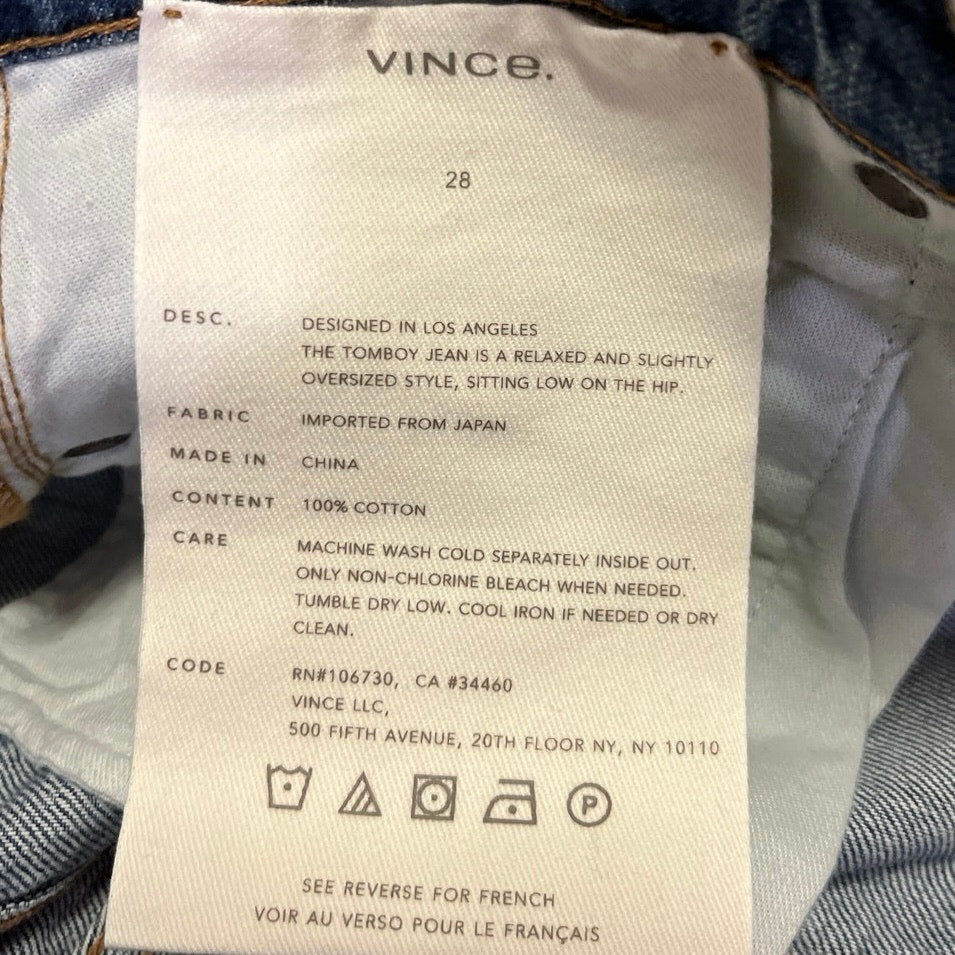 VINCE.
28
DESC. DESIGNED IN LOS ANGELES
THE TOMBOY JEAN IS A RELAXED AND SLIGHTLY
OVERSIZED STYLE, SITTING LOW ON THE HIP.
FABRIC IMPORTED FROM JAPAN
MADE IN CHINA
CONTENT 100% COTTON
CARE MACHINE WASH COLD SEPARATELY INSIDE OUT.
ONLY NON-CHLORINE BLEACH WHEN NEEDED.
TUMBLE DRY LOW. COOL IRON IF NEEDED OR DRY
CLEAN.
CODE RN#106730, CA #34460
VINCE LLC,
500 FIFTH AVENUE, 20TH FLOOR NY, NY 10110
P
SEE REVERSE FOR FRENCH
VOIR AU VERSO POUR LE FRANÇAIS